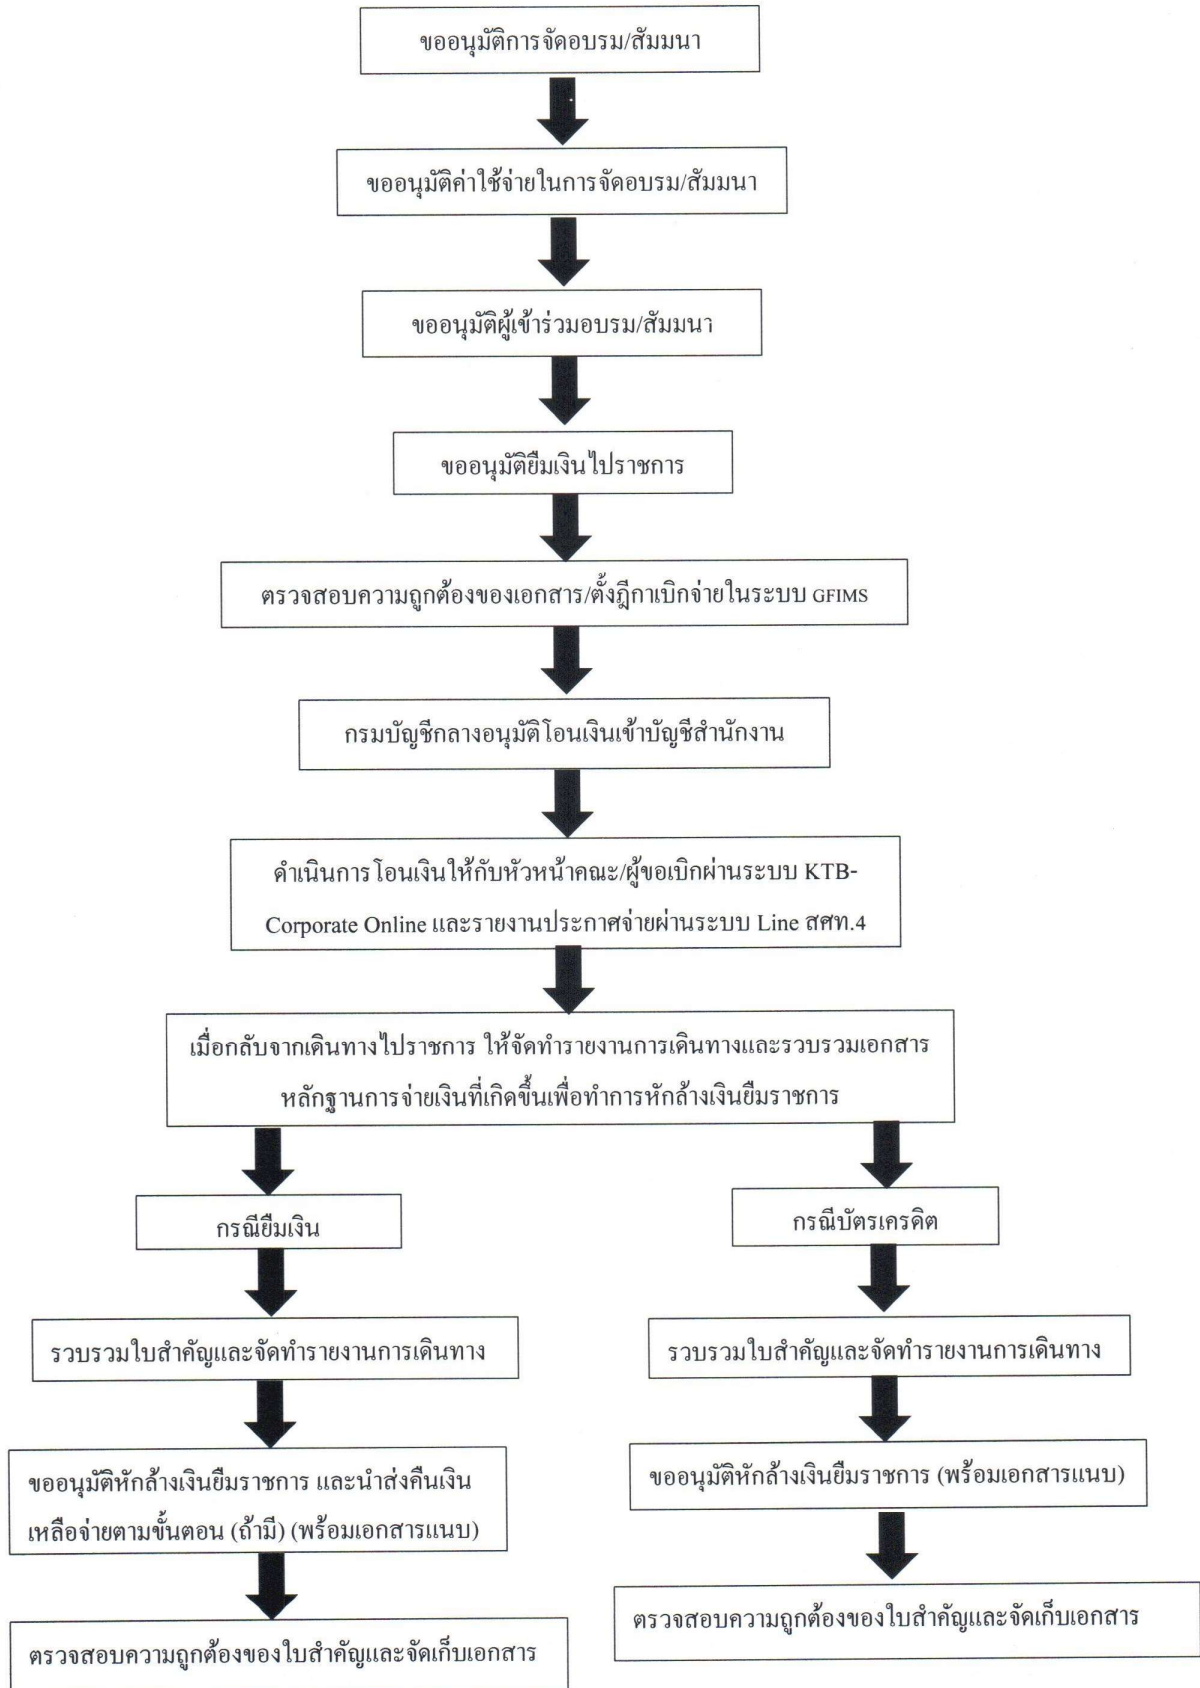 ขออนุมัติการจัดอบรม/สัมมนา
ขออนุมัติค่าใช้จ่ายในการจัดอบรม/สัมมนา
ขออนุมัติผู้เข้าร่วมอบรม/สัมมนา
ขออนุมัติยืมเงินไปราชการ
ตรวจสอบความถูกต้องของเอกสาร/ตั้งฎีกาเบิกจ่ายในระบบ GFIMS
กรมบัญชีกลางอนุมัติโอนเงินเข้าบัญชีสำนักงาน
ดำเนินการโอนเงินให้กับหัวหน้าคณะ/ผู้ขอเบิกผ่านระบบ KTB-
Corporate Online และรายงานประกาศจ่ายผ่านระบบ Line สศท.4
เมื่อกลับจากเดินทางไปราชการ ให้จัดทำรายงานการเดินทางและรวบรวมเอกสาร
หลักฐานการจ่ายเงินที่เกิดขึ้นเพื่อทำการหักล้างเงินยืมราชการ
กรณียืมเงิน
รวบรวมใบสำคัญและจัดทำรายงานการเดินทาง
ขออนุมัติหักล้างเงินยืมราชการ และนำส่งคืนเงิน
เหลือจ่ายตามขั้นตอน (ถ้ามี) (พร้อมเอกสารแนบ)
ตรวจสอบความถูกต้องของใบสำคัญและจัดเก็บเอกสาร
กรณีบัตรเครดิต
รวบรวมใบสำคัญและจัดทำรายงานการเดินทาง
ขออนุมัติหักล้างเงินยืมราชการ (พร้อมเอกสารแนบ)
ตรวจสอบความถูกต้องของใบสำคัญและจัดเก็บเอกสาร